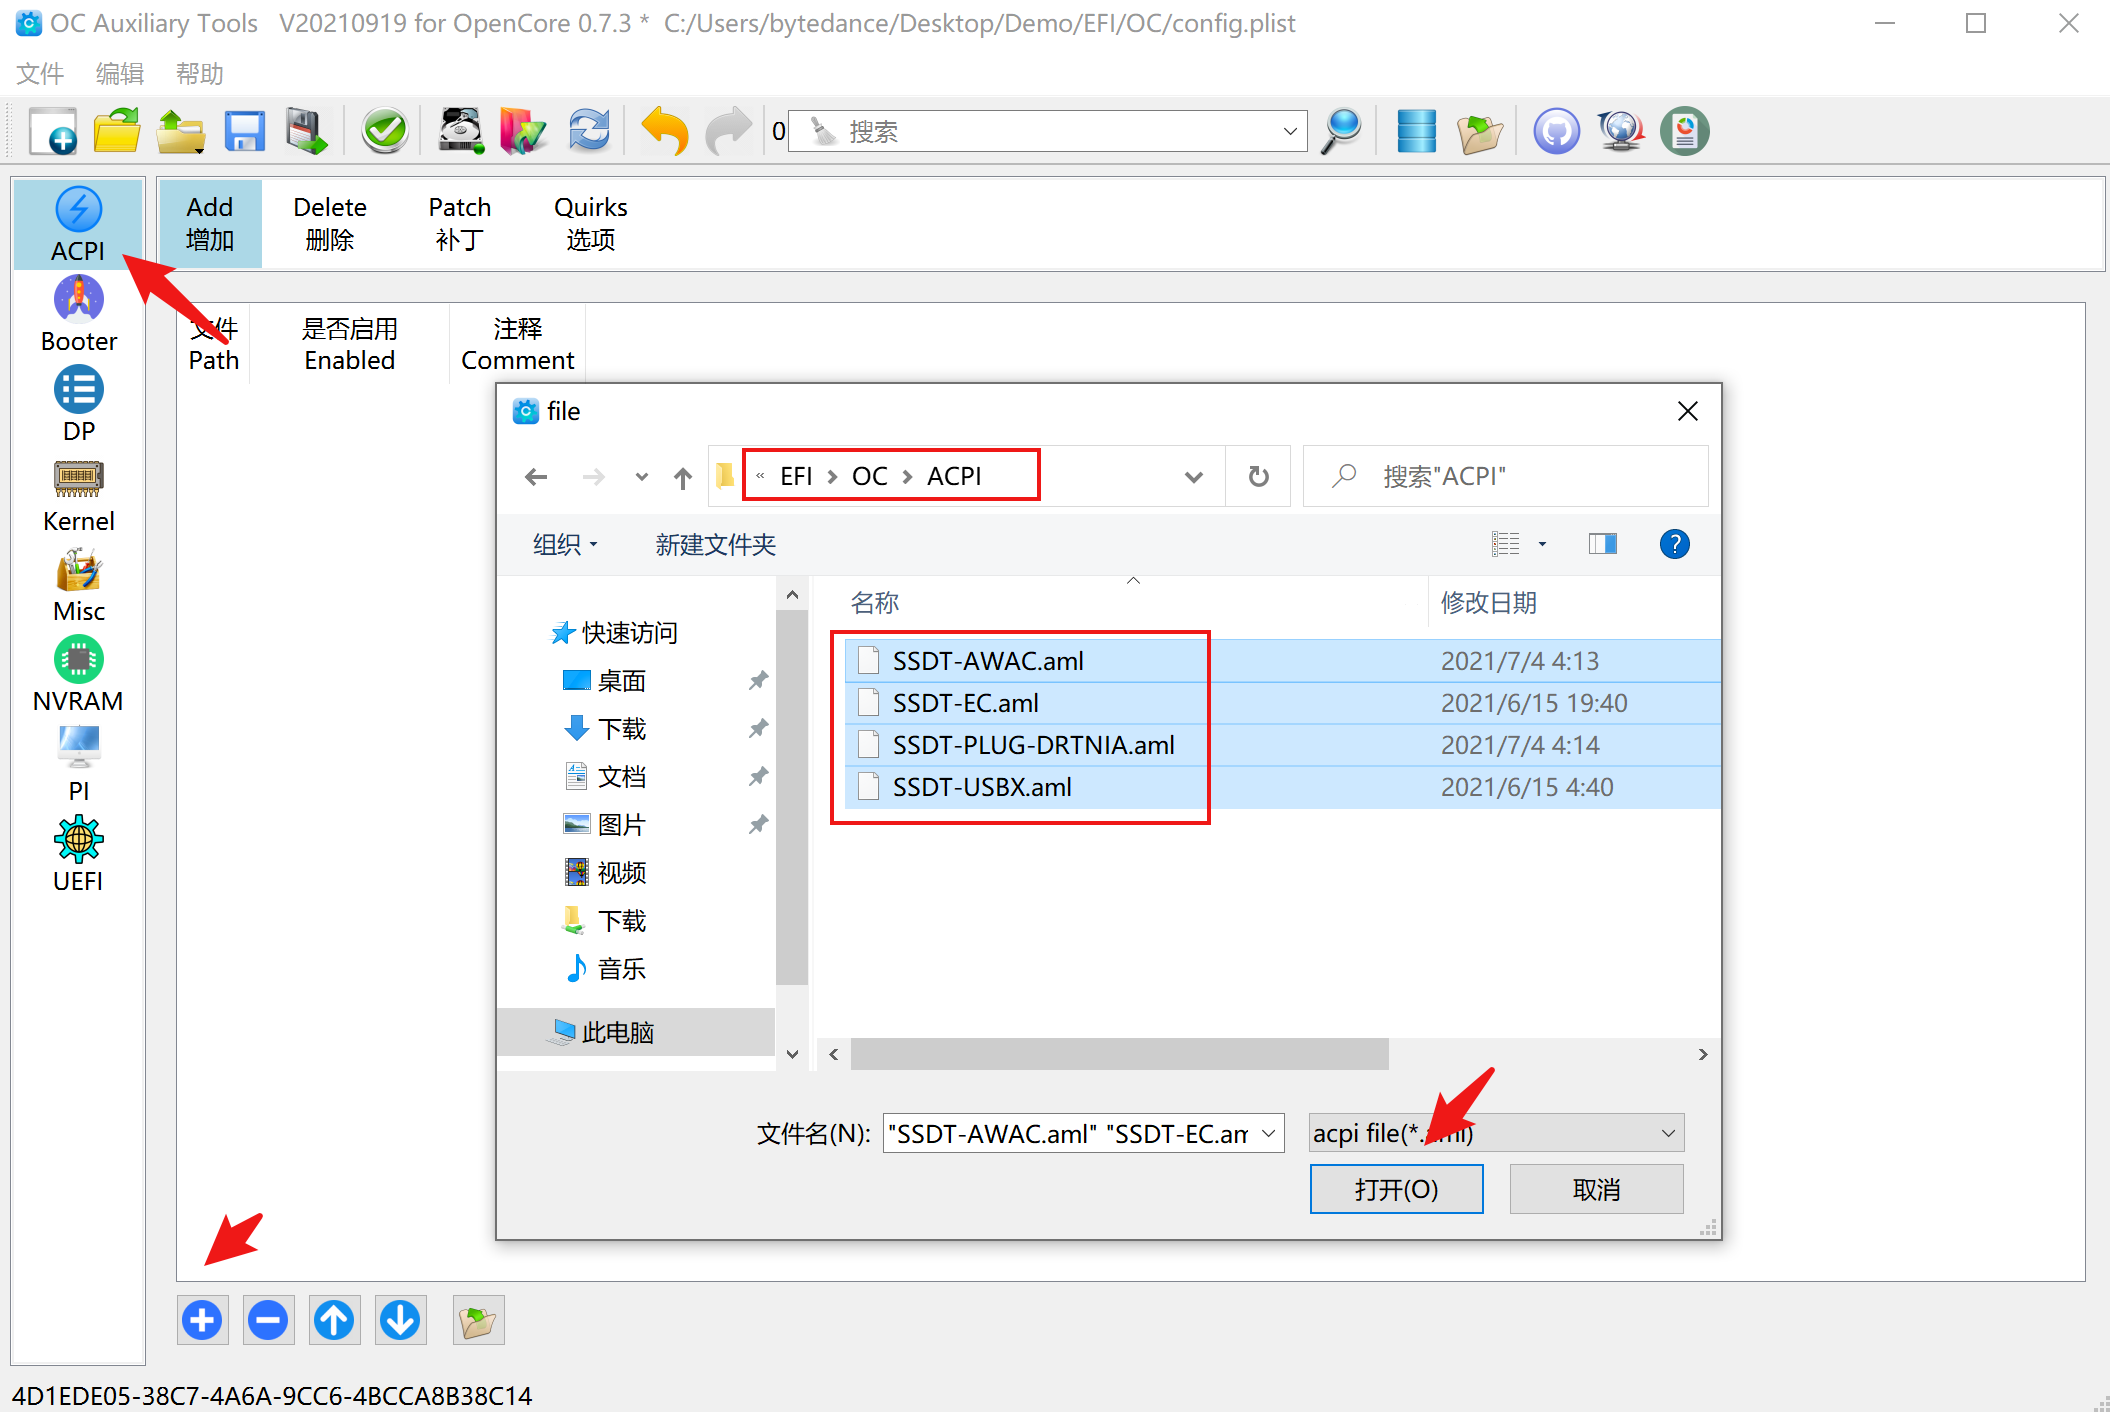 OC Auxiliary Tools V20210919 for OpenCore 0.7.3 * C:/Users/bytedance/Desktop/Demo/EFI/OC/config.plist
文件 编辑 帮助
0 搜索
ACPI
Booter
DP
Kernel
Misc
NVRAM
PI
UEFI
Add
增加
Delete
删除
Patch
补丁
Quirks
选项
文件
Path
是否启用
Enabled
注释
Comment
file
« EFI > OC > ACPI
搜索"ACPI"
组织 新建文件夹
快速访问
桌面
下载
文档
图片
视频
下载
音乐
此电脑
名称 修改日期
SSDT-AWAC.aml 2021/7/4 4:13
SSDT-EC.aml 2021/6/15 19:40
SSDT-PLUG-DRTNIA.aml 2021/7/4 4:14
SSDT-USBX.aml 2021/6/15 4:40
文件名(N): "SSDT-AWAC.aml" "SSDT-EC.am acpi file(*.aml)
打开(O) 取消
4D1EDE05-38C7-4A6A-9CC6-4BCCA8B38C14